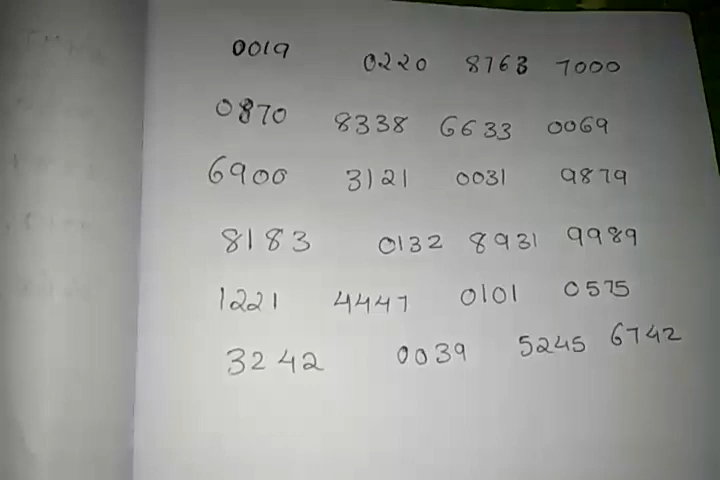 0019 0220 8763 7000
0870 8338 6633 0069
6900 3121 0031 9879
8183 0132 8931 9989
1221 4447 0101 0575
3242 0039 5245 6742